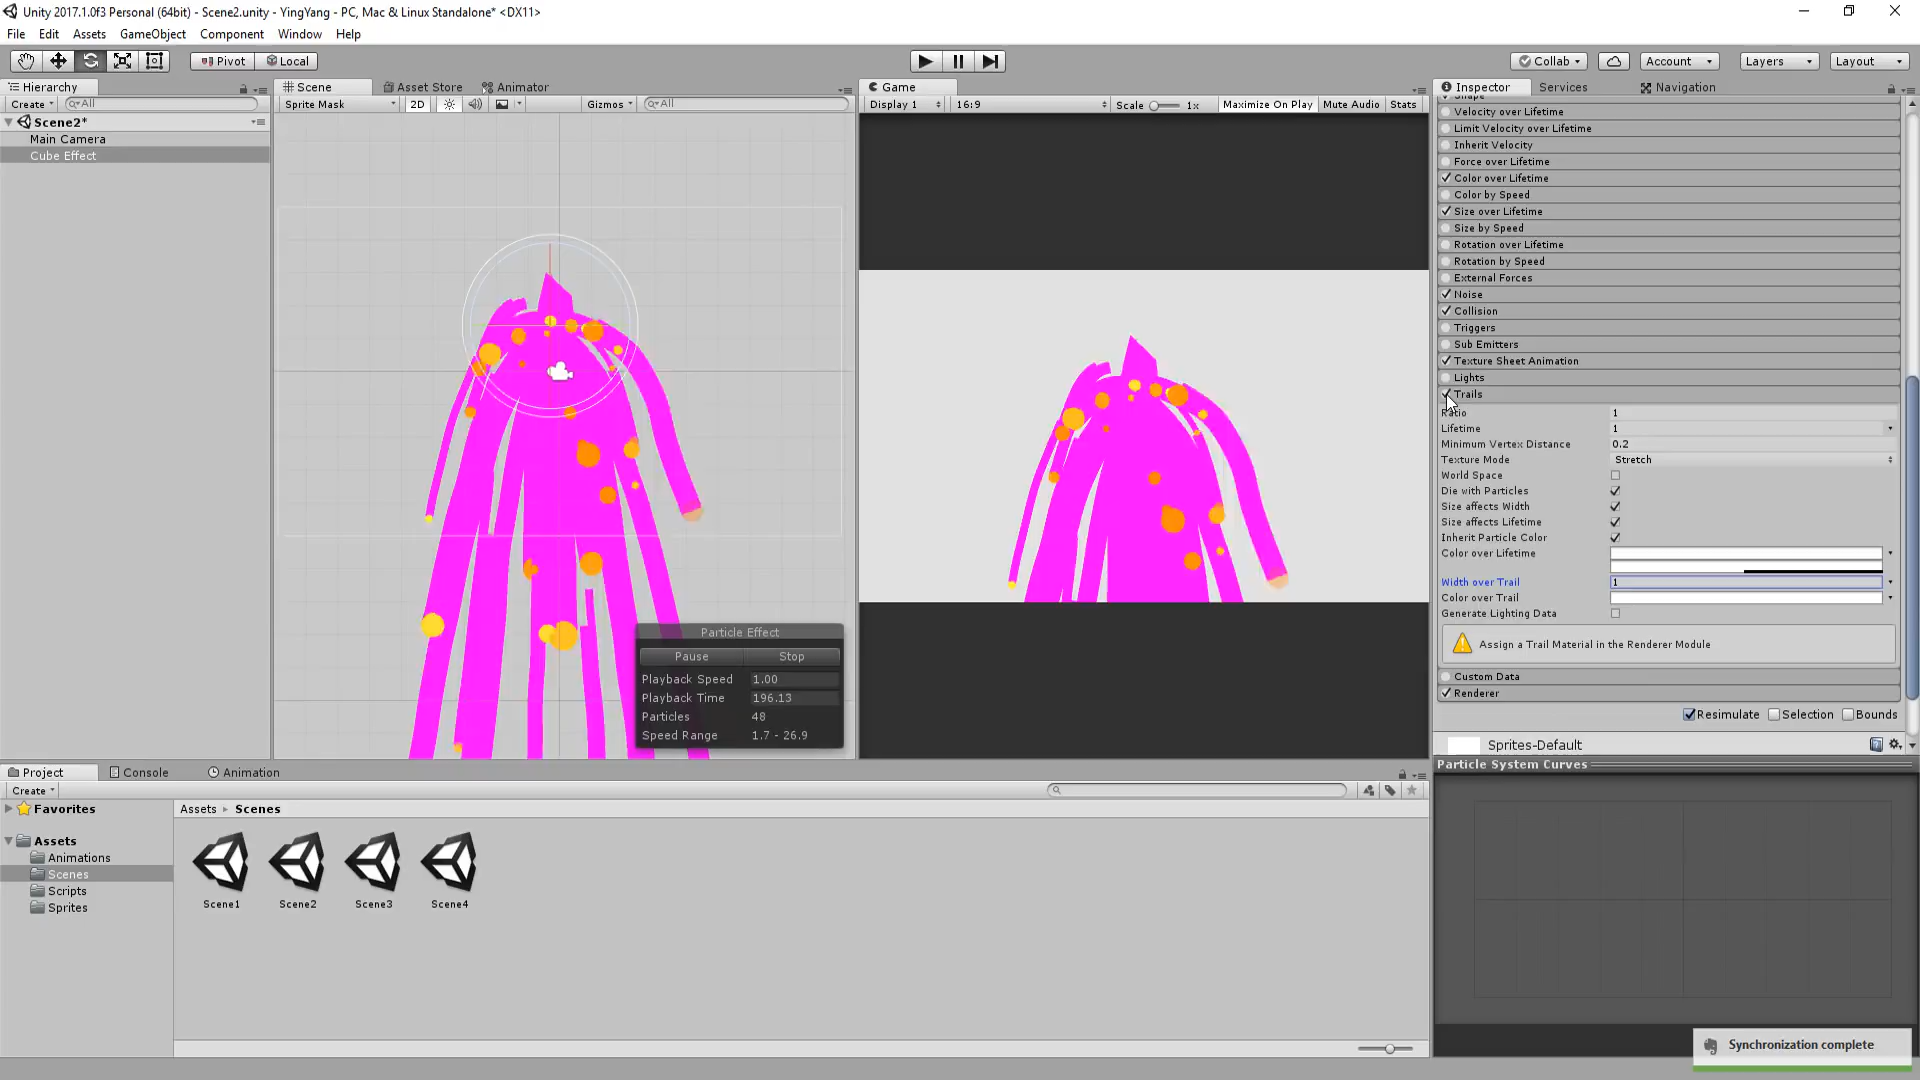 Unity 2017.1.0f3 Personal (64bit) - Scene2.unity - YingYang - PC, Mac & Linux Standalone* <DX11>
File Edit Assets GameObject Component Window Help
Pivot Local Collab Account Layers Layout
Hierarchy
Create All
Scene2*
Main Camera
Cube Effect
Scene Asset Store Animator
Sprite Mask 2D Gizmos All
Particle Effect
Pause Stop
Playback Speed 1.00
Playback Time 196.13
Particles 48
Speed Range 1.7 - 26.9
Game
Display 1 16:9 Scale 1x Maximize On Play Mute Audio Stats
Inspector Services Navigation
Shape
Velocity over Lifetime
Limit Velocity over Lifetime
Inherit Velocity
Force over Lifetime
Color over Lifetime
Color by Speed
Size over Lifetime
Size by Speed
Rotation over Lifetime
Rotation by Speed
External Forces
Noise
Collision
Triggers
Sub Emitters
Texture Sheet Animation
Lights
Trails
Ratio 1
Lifetime 1
Minimum Vertex Distance 0.2
Texture Mode Stretch
World Space
Die with Particles
Size affects Width
Size affects Lifetime
Inherit Particle Color
Color over Lifetime
Width over Trail 1
Color over Trail
Generate Lighting Data
Assign a Trail Material in the Renderer Module
Custom Data
Renderer
Resimulate Selection Bounds
Sprites-Default
Particle System Curves
Project Console Animation
Create
Favorites
Assets
Animations
Scenes
Scripts
Sprites
Assets Scenes
Scene1 Scene2 Scene3 Scene4
Synchronization complete